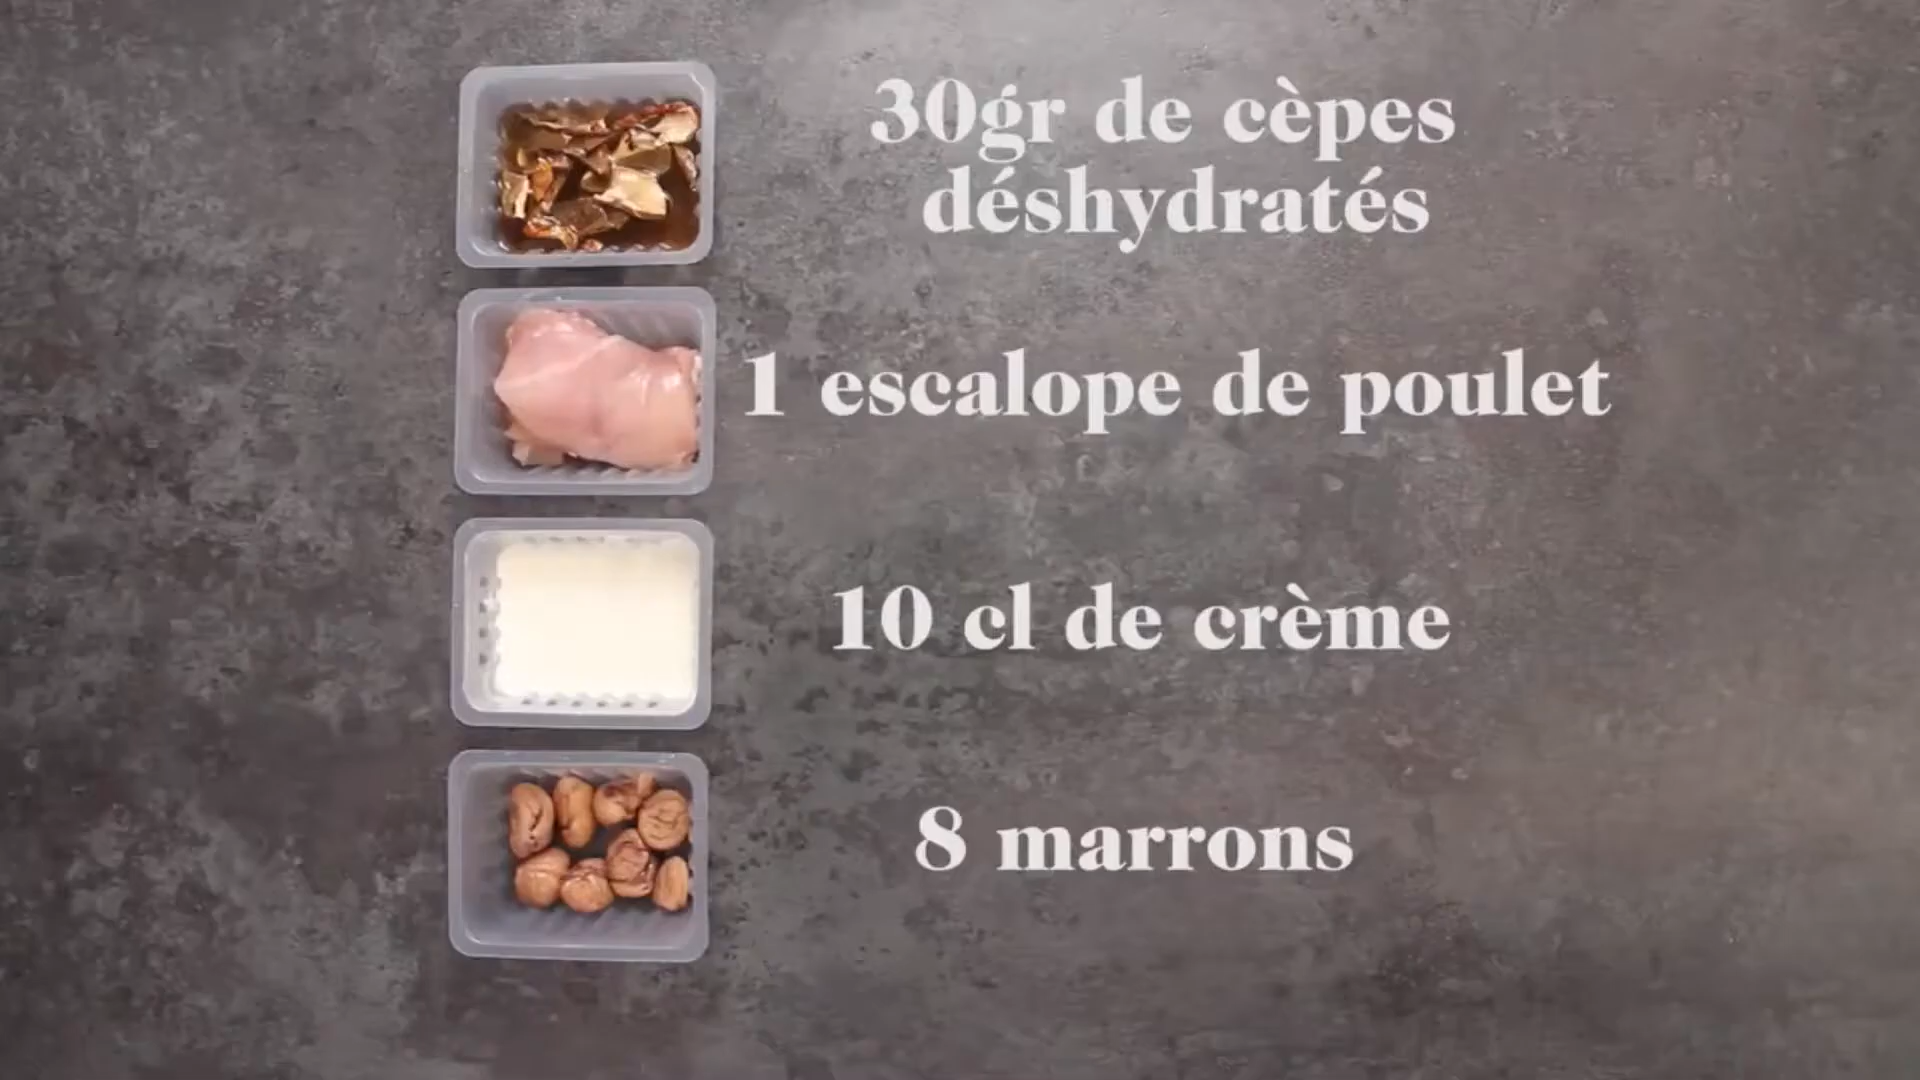 30gr de cèpes
déshydratés
1 escalope de poulet
10 cl de crème
8 marrons